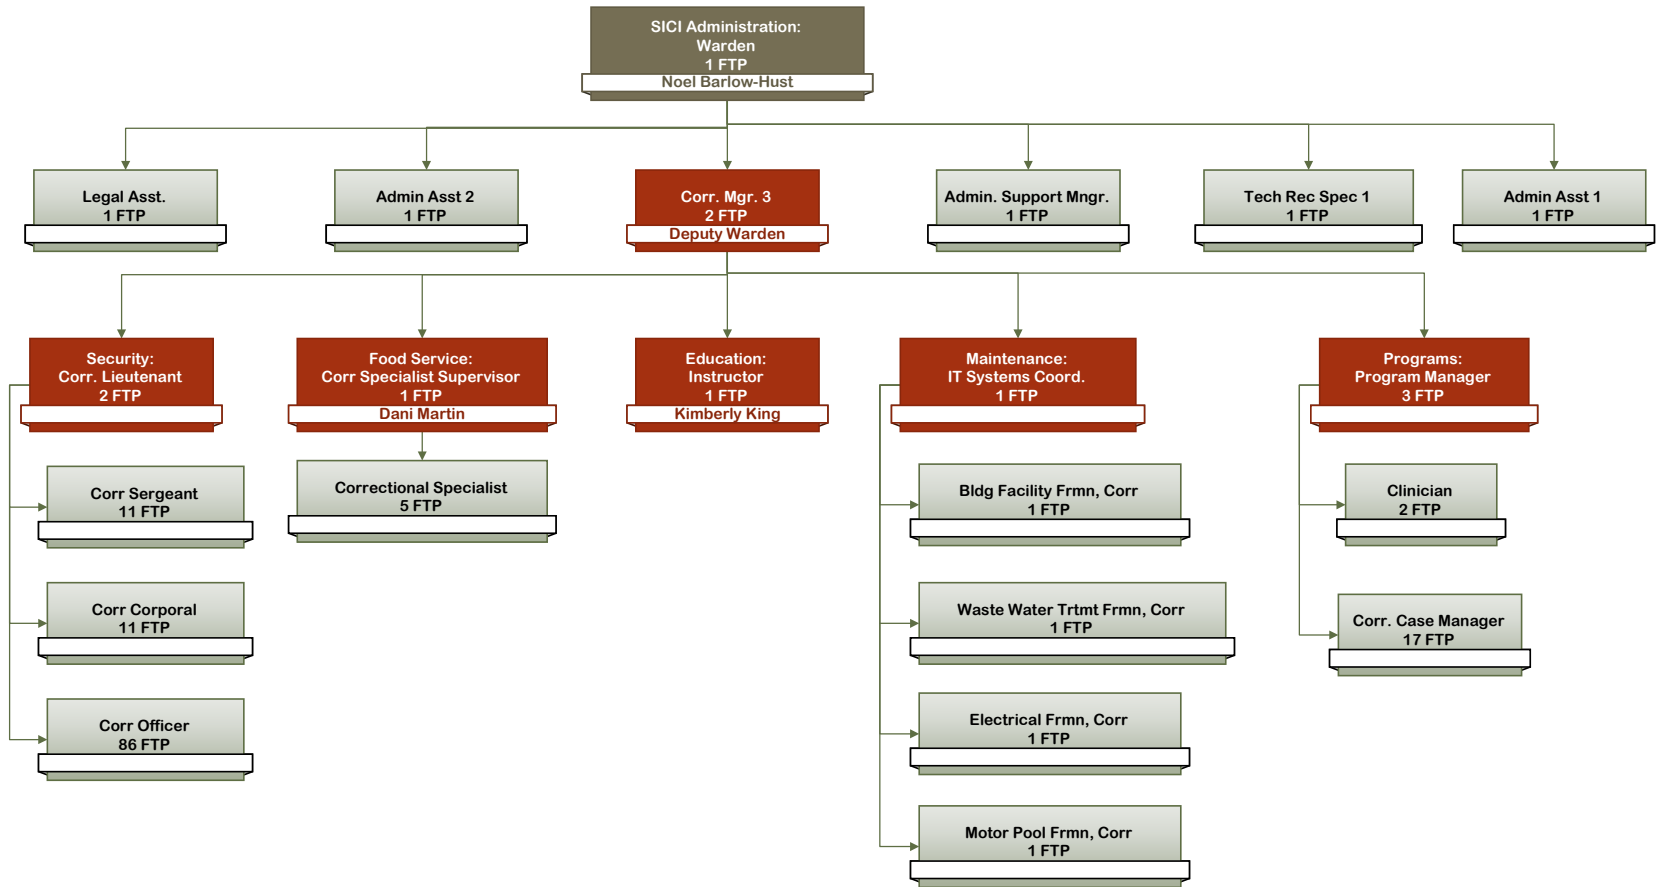 SICI Administration:
Warden
1 FTP
Noel Barlow-Hust
Legal Asst.
1 FTP
Admin Asst 2
1 FTP
Corr. Mgr. 3
2 FTP
Deputy Warden
Admin. Support Mngr.
1 FTP
Tech Rec Spec 1
1 FTP
Admin Asst 1
1 FTP
Security:
Corr. Lieutenant
2 FTP
Food Service:
Corr Specialist Supervisor
1 FTP
Dani Martin
Education:
Instructor
1 FTP
Kimberly King
Maintenance:
IT Systems Coord.
1 FTP
Programs:
Program Manager
3 FTP
Corr Sergeant
11 FTP
Corr Corporal
11 FTP
Corr Officer
86 FTP
Correctional Specialist
5 FTP
Bldg Facility Frmn, Corr
1 FTP
Waste Water Trtmt Frmn, Corr
1 FTP
Electrical Frmn, Corr
1 FTP
Motor Pool Frmn, Corr
1 FTP
Clinician
2 FTP
Corr. Case Manager
17 FTP